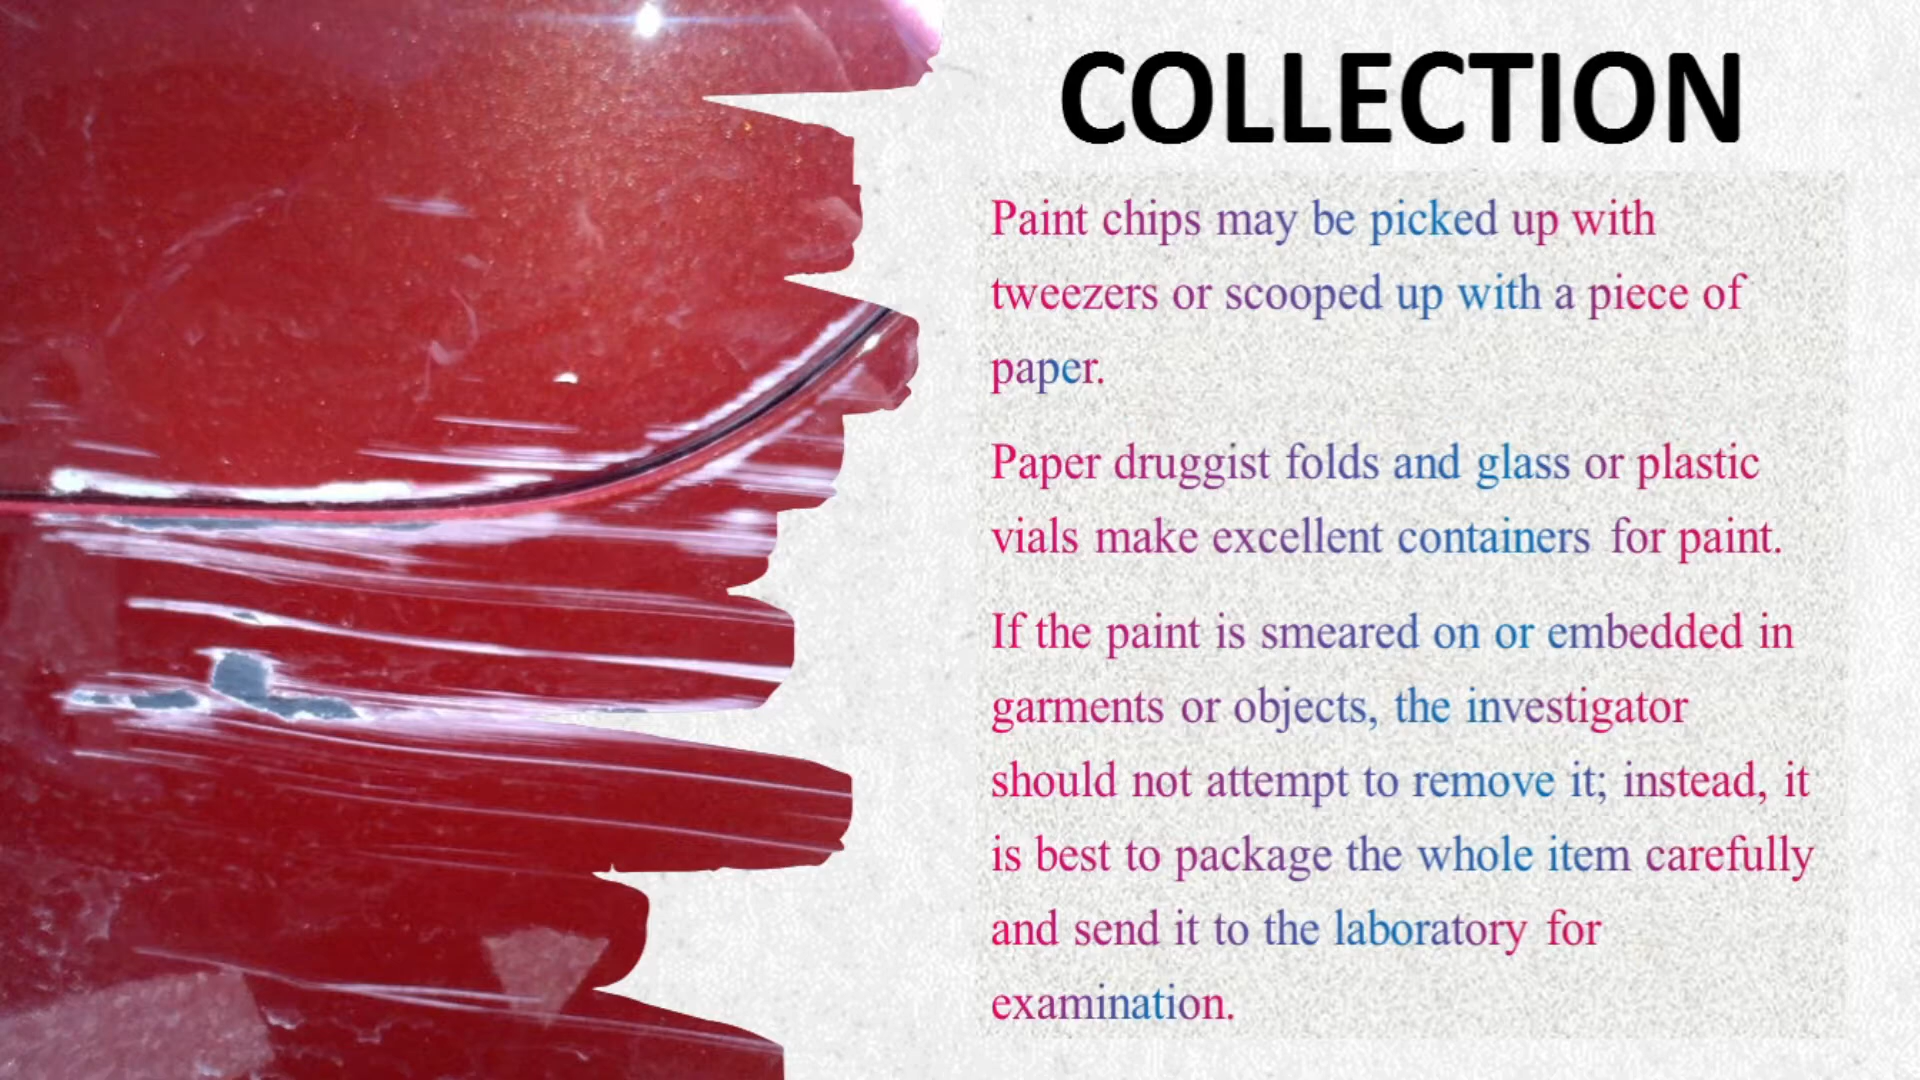 COLLECTION
Paint chips may be picked up with
tweezers or scooped up with a piece of
paper.
Paper druggist folds and glass or plastic
vials make excellent containers for paint.
If the paint is smeared on or embedded in
garments or objects, the investigator
should not attempt to remove it; instead, it
is best to package the whole item carefully
and send it to the laboratory for
examination.